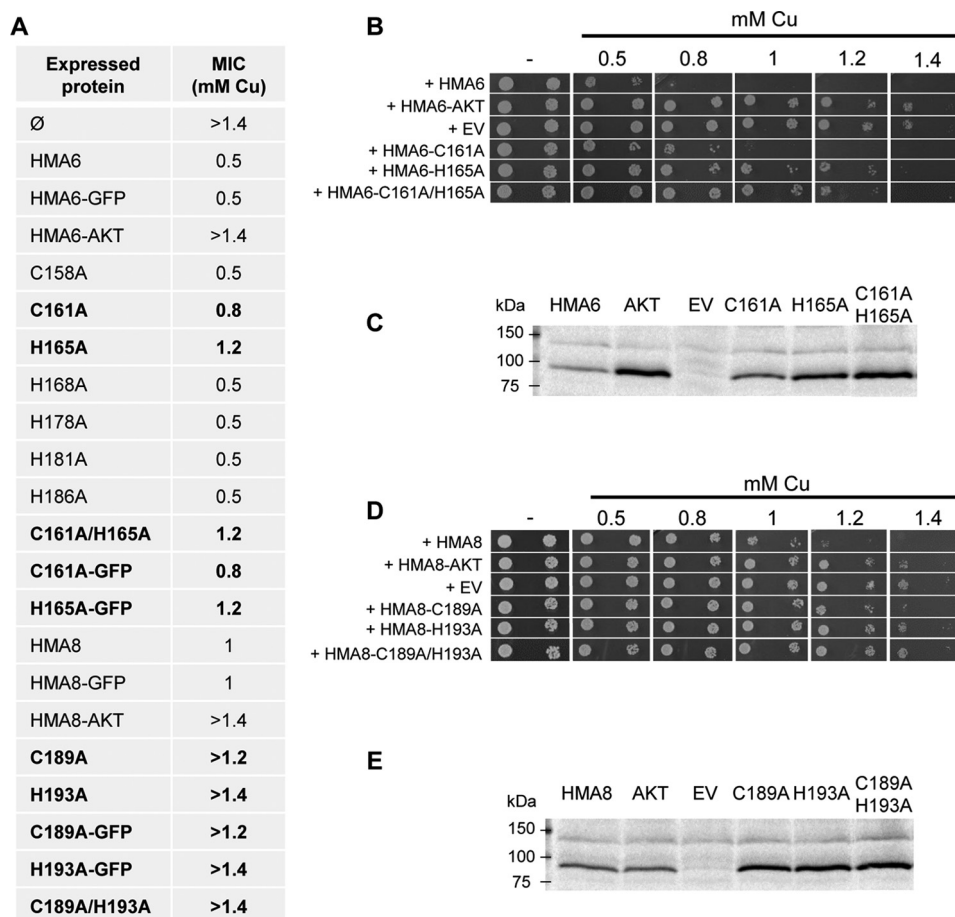 A
Expressed protein MIC (mM Cu)
Ø >1.4
HMA6 0.5
HMA6-GFP 0.5
HMA6-AKT >1.4
C158A 0.5
C161A 0.8
H165A 1.2
H168A 0.5
H178A 0.5
H181A 0.5
H186A 0.5
C161A/H165A 1.2
C161A-GFP 0.8
H165A-GFP 1.2
HMA8 1
HMA8-GFP 1
HMA8-AKT >1.4
C189A >1.2
H193A >1.4
C189A-GFP >1.2
H193A-GFP >1.4
C189A/H193A >1.4
B
mM Cu
- 0.5 0.8 1 1.2 1.4
+ HMA6
+ HMA6-AKT
+ EV
+ HMA6-C161A
+ HMA6-H165A
+ HMA6-C161A/H165A
C
kDa HMA6 AKT EV C161A H165A C161A H165A
150
100
75
D
mM Cu
- 0.5 0.8 1 1.2 1.4
+ HMA8
+ HMA8-AKT
+ EV
+ HMA8-C189A
+ HMA8-H193A
+ HMA8-C189A/H193A
E
kDa HMA8 AKT EV C189A H193A C189A H193A
150
100
75